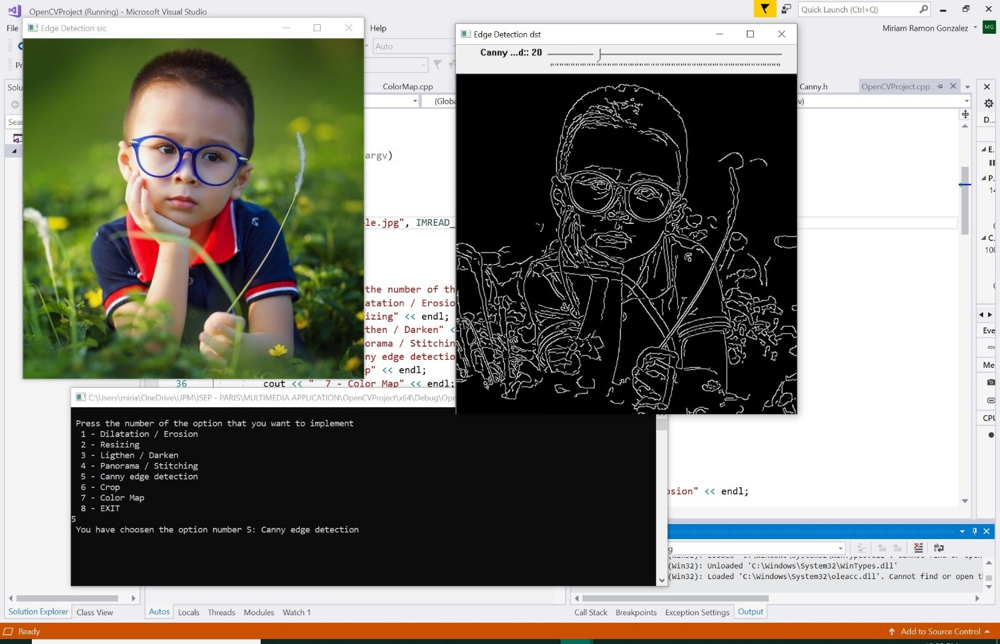 OpenCVProject (Running) - Microsoft Visual Studio
Quick Launch (Ctrl+Q)
File
Help
Miriam Ramon Gonzalez
MG
Edge Detection src
Edge Detection dst
Auto
Canny ...d:: 20
Solu
ColorMap.cpp
Canny.h
OpenCVProject.cpp
(Globa
v)
Sear
D...
argv)
E.
P.
le.jpg", IMREAD_
C.
100
the number of th
atation / Erosio
izing" << endl;
then / Darken" <
orama / Stitchin
ny edge detectio
p" << endl;
36 cout << " 7 - Color Map" << endl;
Eve
Me
CPU
C:\Users\miria\OneDrive\UPM\ISEP - PARIS\MULTIMEDIA APPLICATION\OpenCVProject\x64\Debug\Ope
Press the number of the option that you want to implement
1 - Dilatation / Erosion
2 - Resizing
3 - Ligthen / Darken
4 - Panorama / Stitching
5 - Canny edge detection
6 - Crop
7 - Color Map
8 - EXIT
5
You have choosen the option number 5: Canny edge detection
osion" << endl;
g
(Win32): Unloaded 'C:\Windows\System32\WinTypes.dll'
(Win32): Loaded 'C:\Windows\System32\oleacc.dll'. Cannot find or open t
Solution Explorer
Class View
Autos
Locals
Threads
Modules
Watch 1
Call Stack
Breakpoints
Exception Settings
Output
Ready
Add to Source Control